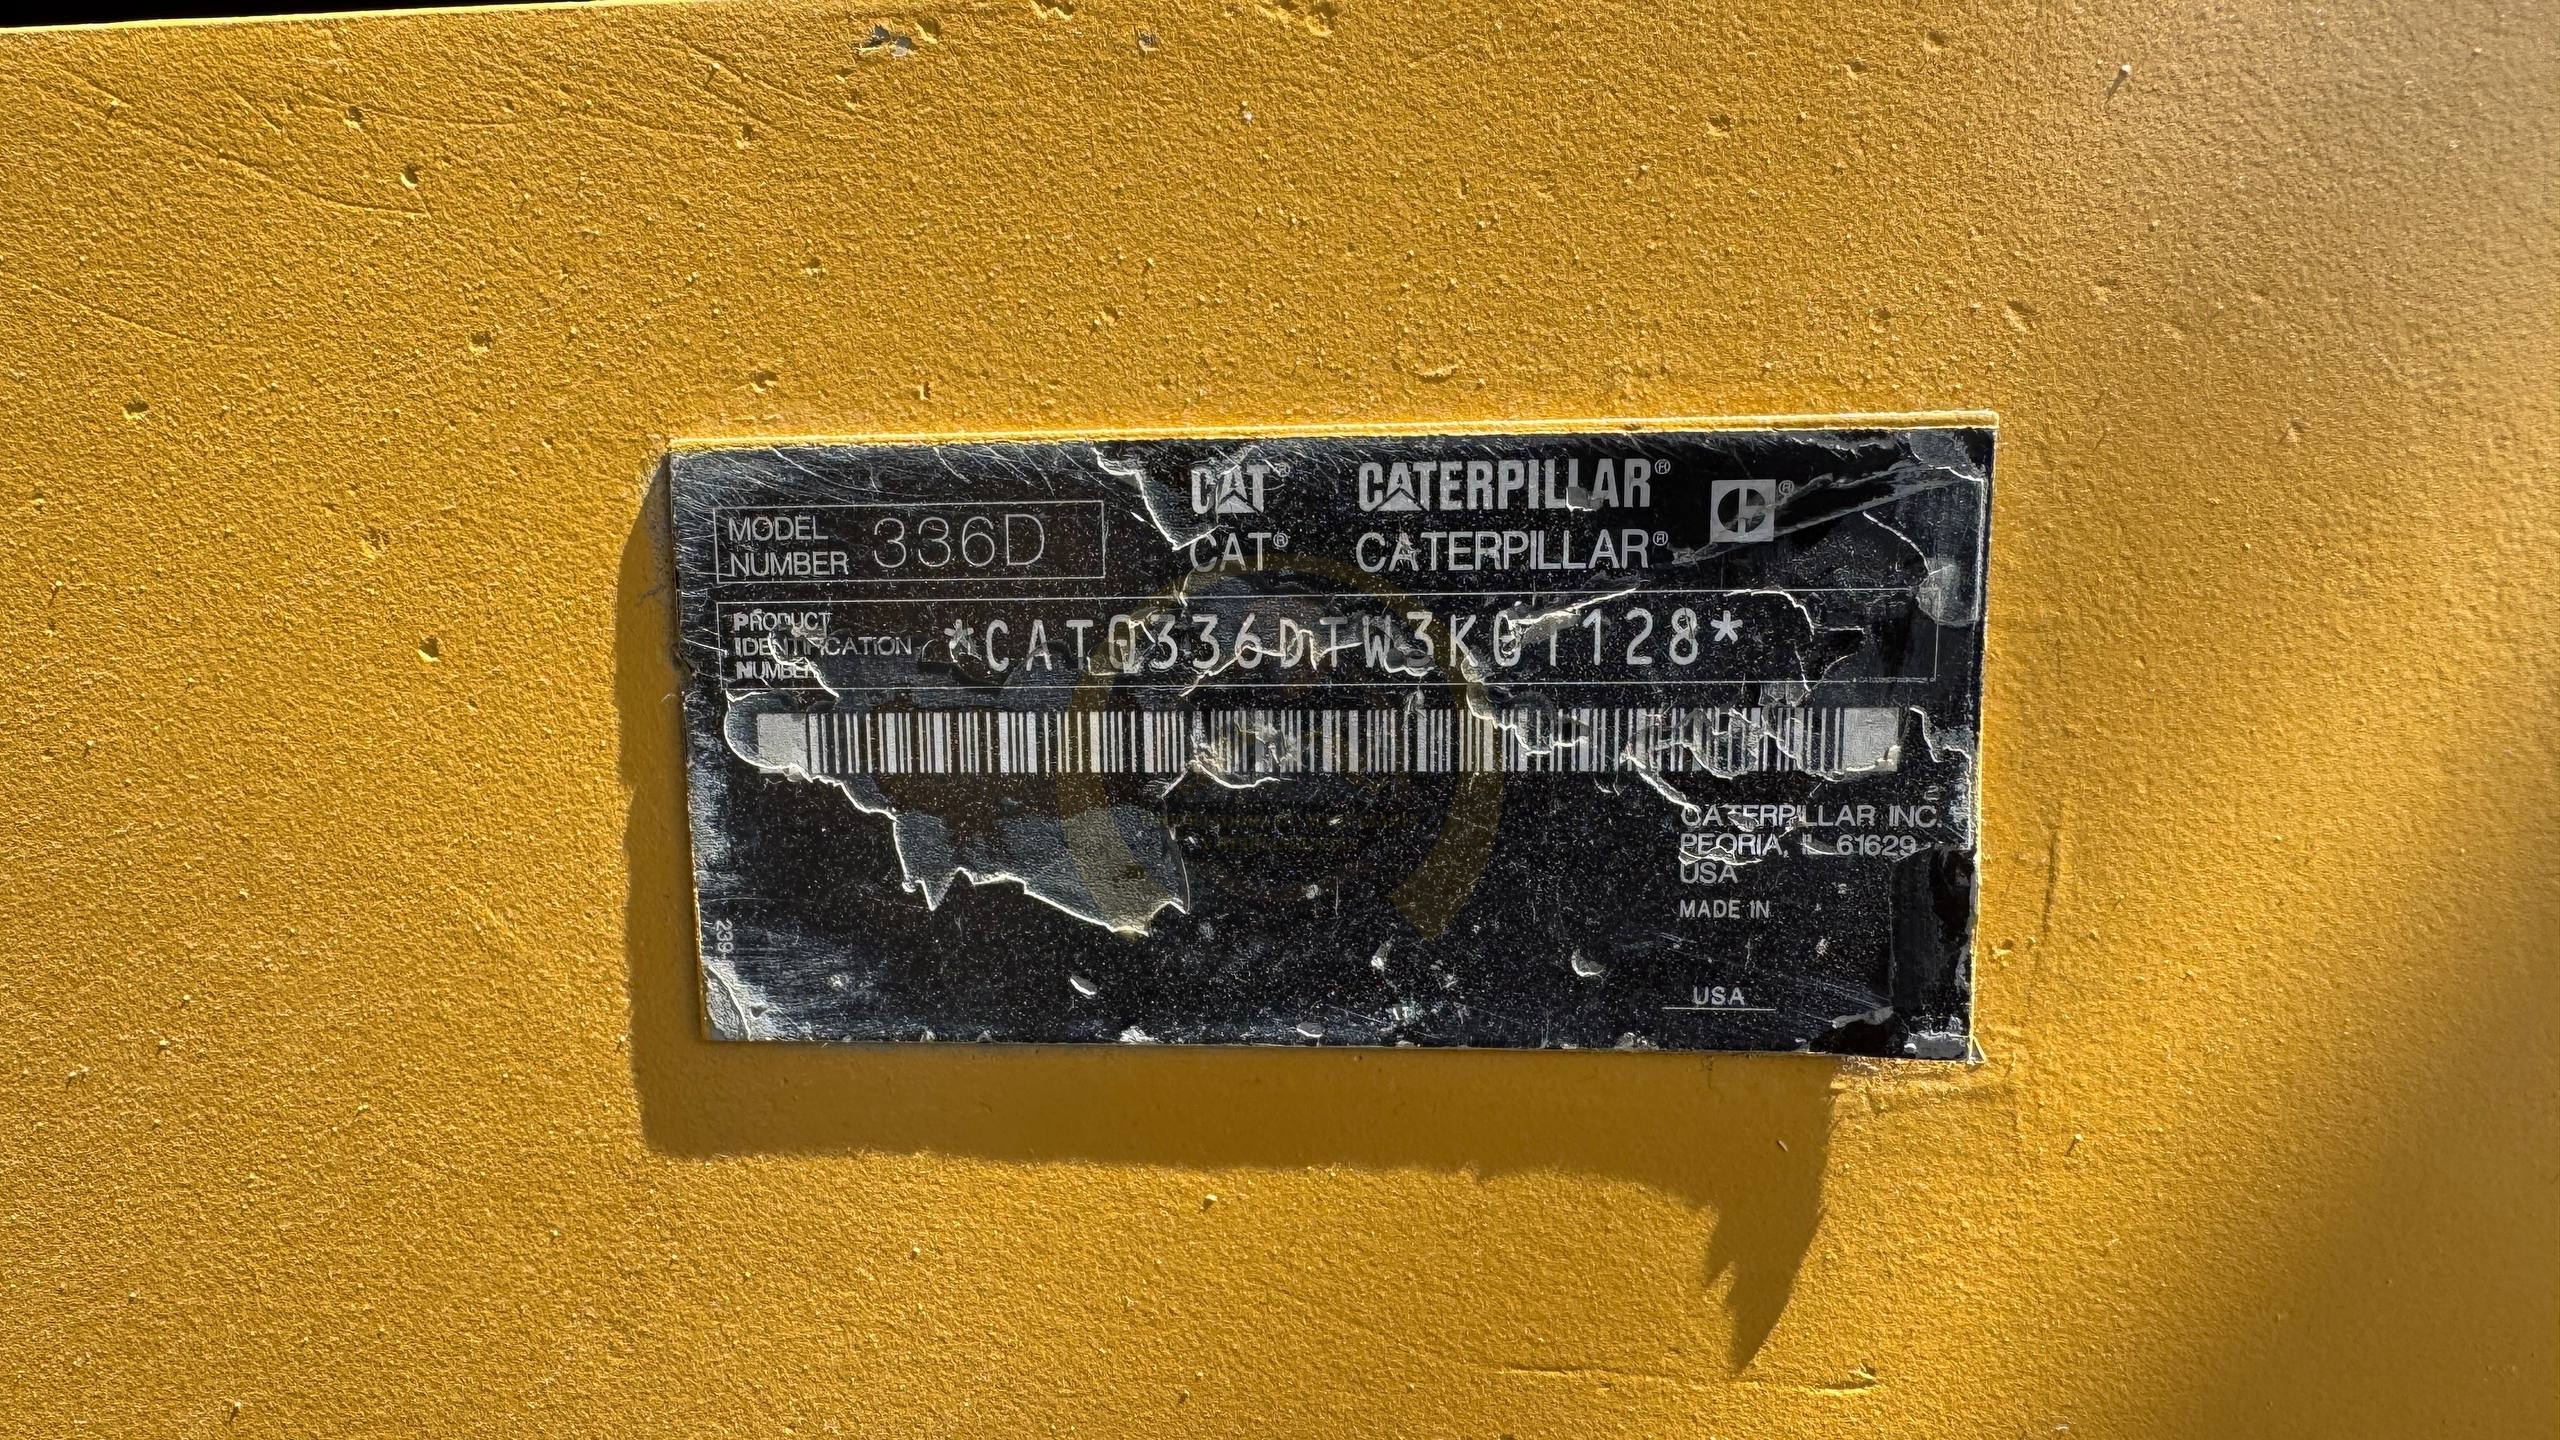 CAT® CATERPILLAR®
MODEL NUMBER 336D
CAT® CATERPILLAR®
PRODUCT
IDENTIFICATION
NUMBER
*CAT0336DTW3K01128*
CATERPILLAR INC.
PEORIA, IL 61629
USA
MADE IN
USA
239